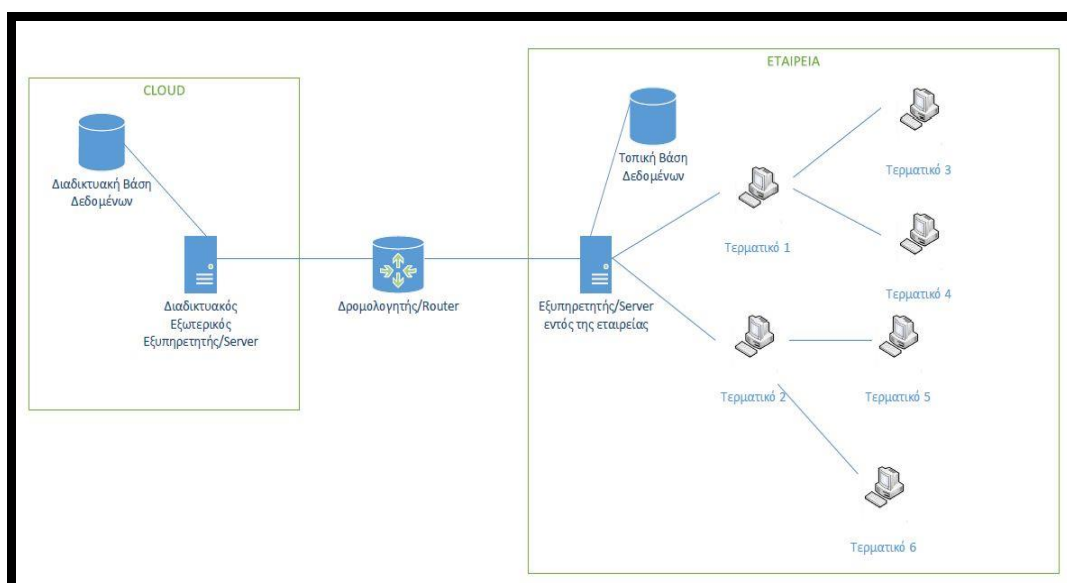 CLOUD
Διαδικτυακή Βάση
Δεδομένων
Διαδικτυακός
Εξωτερικός
Εξυπηρετητής/Server
Δρομολογητής/Router
ΕΤΑΙΡΕΙΑ
Τοπική Βάση
Δεδομένων
Εξυπηρετητής/Server
εντός της εταιρείας
Τερματικό 1
Τερματικό 2
Τερματικό 3
Τερματικό 4
Τερματικό 5
Τερματικό 6